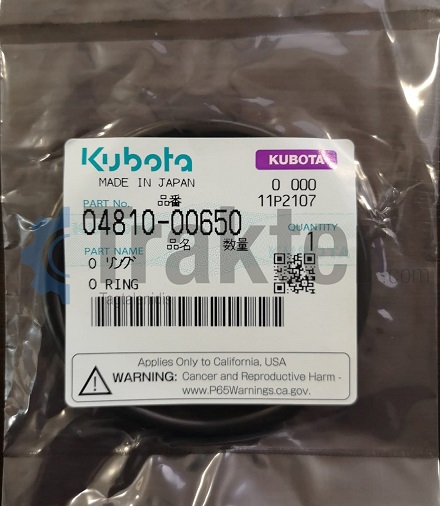 Kubota
KUBOTA
MADE IN JAPAN
0 000
PART No. 品番
11P2107
04810-00650
品名 数量 QUANTITY
PART NAME
1
O リング
O RING
Applies Only to California, USA
WARNING: Cancer and Reproductive Harm -
www.P65Warnings.ca.gov.